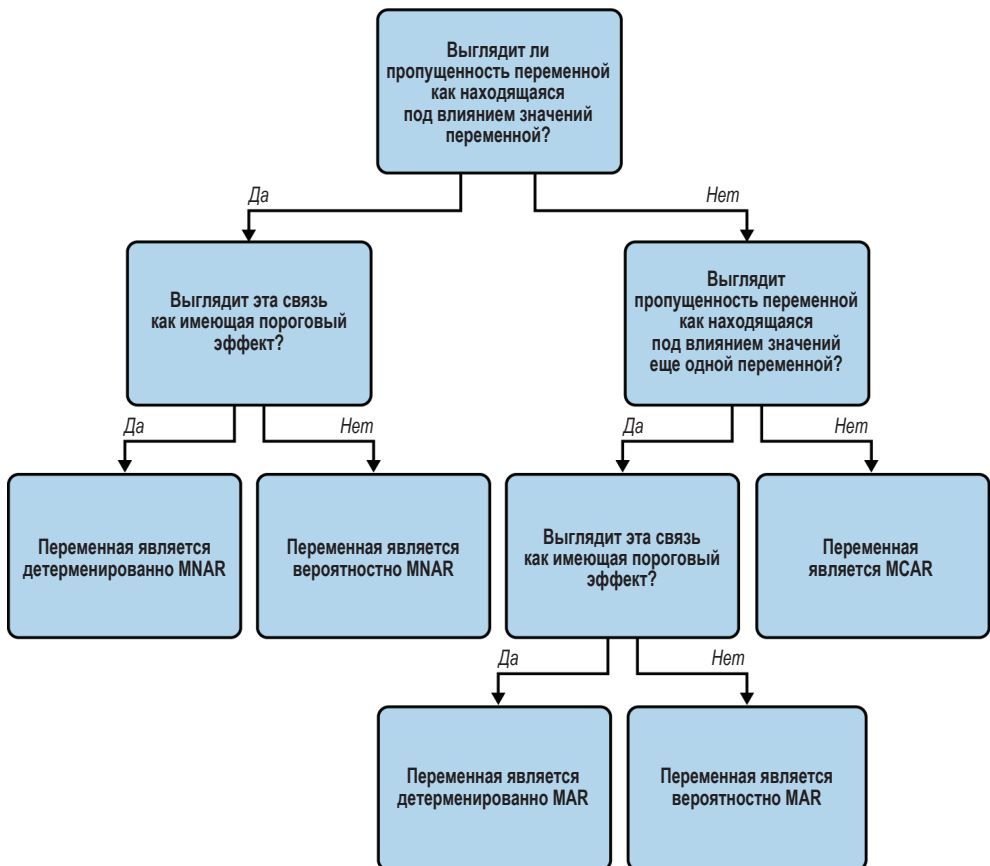 Выглядит ли
пропущенность переменной
как находящаяся
под влиянием значений
переменной?
Да
Нет
Выглядит эта связь
как имеющая пороговый
эффект?
Выглядит
пропущенность переменной
как находящаяся
под влиянием значений
еще одной переменной?
Да
Нет
Да
Нет
Переменная является
детерменированно MNAR
Переменная является
вероятностно MNAR
Выглядит эта связь
как имеющая пороговый
эффект?
Переменная
является MCAR
Да
Нет
Переменная является
детерменированно MAR
Переменная является
вероятностно MAR